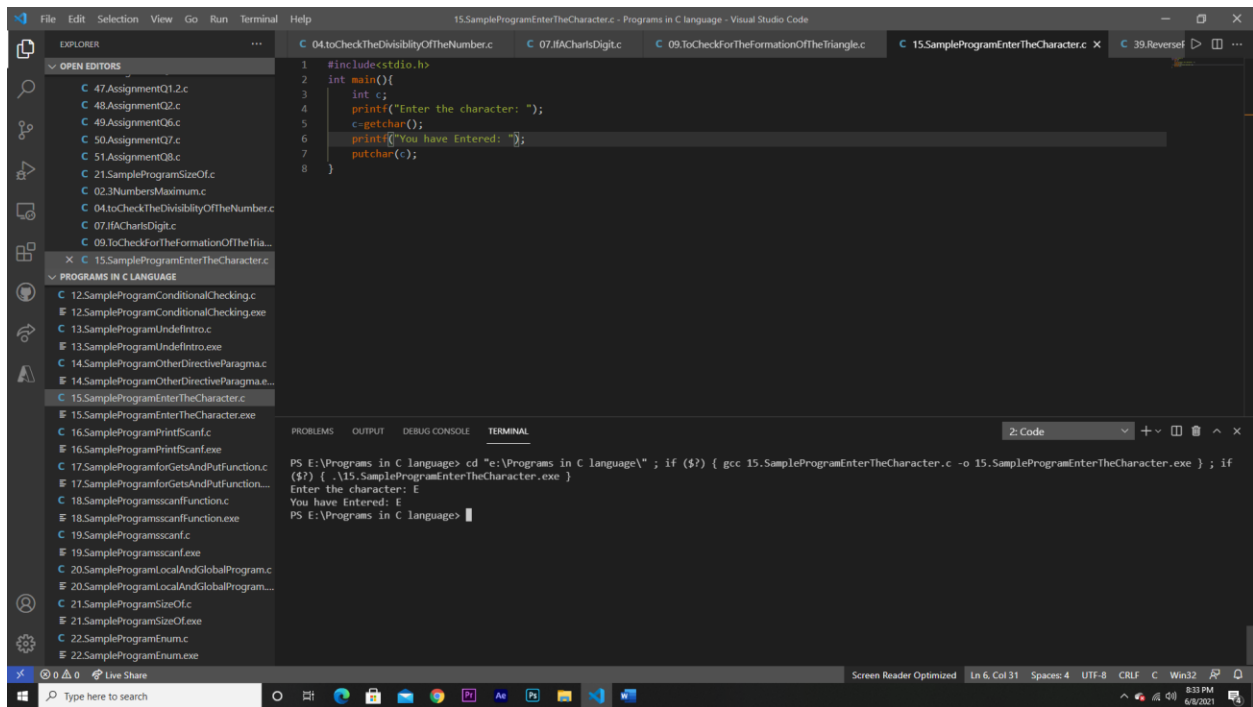 File Edit Selection View Go Run Terminal Help 15.SampleProgramEnterTheCharacter.c - Programs in C language - Visual Studio Code
EXPLORER ...
C 04.toCheckTheDivisiblityOfTheNumber.c C 07.IfACharIsDigit.c C 09.ToCheckForTheFormationOfTheTriangle.c C 15.SampleProgramEnterTheCharacter.c × C 39.ReverseF ...
OPEN EDITORS
C 47.AssignmentQ1.2.c
C 48.AssignmentQ2.c
C 49.AssignmentQ6.c
C 50.AssignmentQ7.c
C 51.AssignmentQ8.c
C 21.SampleProgramSizeOf.c
C 02.3NumbersMaximum.c
C 04.toCheckTheDivisiblityOfTheNumber.c
C 07.IfACharIsDigit.c
C 09.ToCheckForTheFormationOfTheTria...
× C 15.SampleProgramEnterTheCharacter.c
PROGRAMS IN C LANGUAGE
C 12.SampleProgramConditionalChecking.c
12.SampleProgramConditionalChecking.exe
C 13.SampleProgramUndefIntro.c
13.SampleProgramUndefIntro.exe
C 14.SampleProgramOtherDirectiveParagma.c
14.SampleProgramOtherDirectiveParagma.e...
C 15.SampleProgramEnterTheCharacter.c
15.SampleProgramEnterTheCharacter.exe
C 16.SampleProgramPrintfScanf.c
16.SampleProgramPrintfScanf.exe
C 17.SampleProgramforGetsAndPutFunction.c
17.SampleProgramforGetsAndPutFunction....
C 18.SampleProgramsscanfFunction.c
18.SampleProgramsscanfFunction.exe
C 19.SampleProgramsscanf.c
19.SampleProgramsscanf.exe
C 20.SampleProgramLocalAndGlobalProgram.c
20.SampleProgramLocalAndGlobalProgram....
C 21.SampleProgramSizeOf.c
21.SampleProgramSizeOf.exe
C 22.SampleProgramEnum.c
22.SampleProgramEnum.exe
1 #include<stdio.h>
2 int main(){
3 int c;
4 printf("Enter the character: ");
5 c=getchar();
6 printf("You have Entered: ");
7 putchar(c);
8 }
PROBLEMS OUTPUT DEBUG CONSOLE TERMINAL 2: Code
PS E:\Programs in C language> cd "e:\Programs in C language\" ; if ($?) { gcc 15.SampleProgramEnterTheCharacter.c -o 15.SampleProgramEnterTheCharacter.exe } ; if
($?) { .\15.SampleProgramEnterTheCharacter.exe }
Enter the character: E
You have Entered: E
PS E:\Programs in C language>
0 0 Live Share Screen Reader Optimized Ln 6, Col 31 Spaces: 4 UTF-8 CRLF C Win32
Type here to search Pr Ae Ps 8:33 PM
6/8/2021